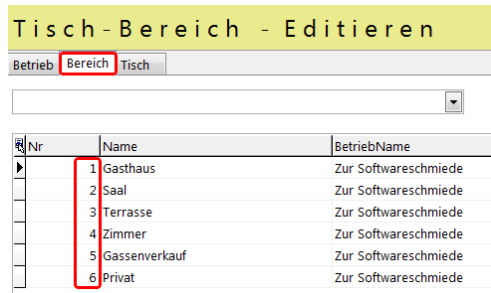 Tisch-Bereich - Editieren
Betrieb Bereich Tisch
Nr Name BetriebName
1 Gasthaus Zur Softwareschmiede
2 Saal Zur Softwareschmiede
3 Terrasse Zur Softwareschmiede
4 Zimmer Zur Softwareschmiede
5 Gassenverkauf Zur Softwareschmiede
6 Privat Zur Softwareschmiede